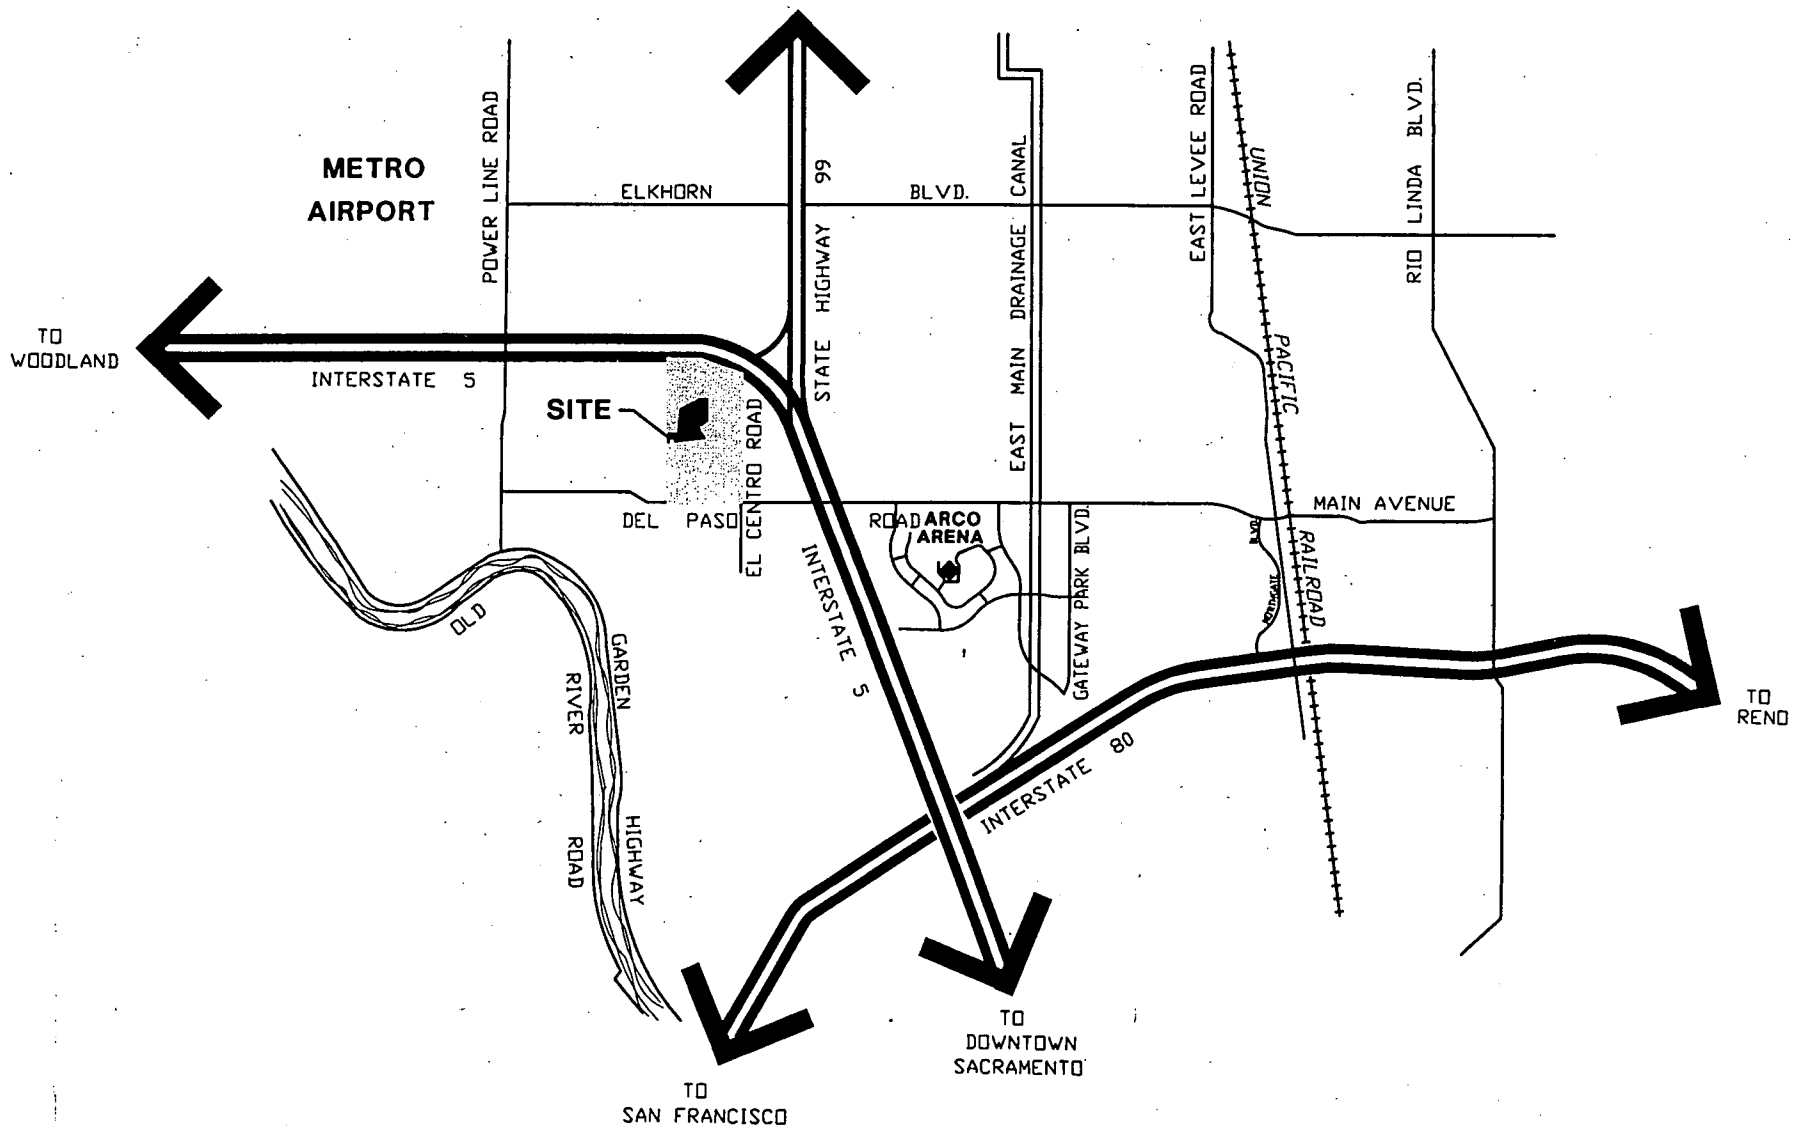 METRO
AIRPORT
POWER LINE ROAD
ELKHORN BLVD.
STATE HIGHWAY 99
EAST MAIN DRAINAGE CANAL
EAST LEVEE ROAD
UNION PACIFIC RAILROAD
RIO LINDA BLVD.
TO
WOODLAND
INTERSTATE 5
SITE
EL CENTRO ROAD
DEL PASO ROAD
ARCO
ARENA
MAIN AVENUE
GATEWAY PARK BLVD.
NORTHGATE BLVD.
INTERSTATE 5
OLD RIVER ROAD
GARDEN HIGHWAY
INTERSTATE 80
TO
RENO
TO
DOWNTOWN
SACRAMENTO
TO
SAN FRANCISCO